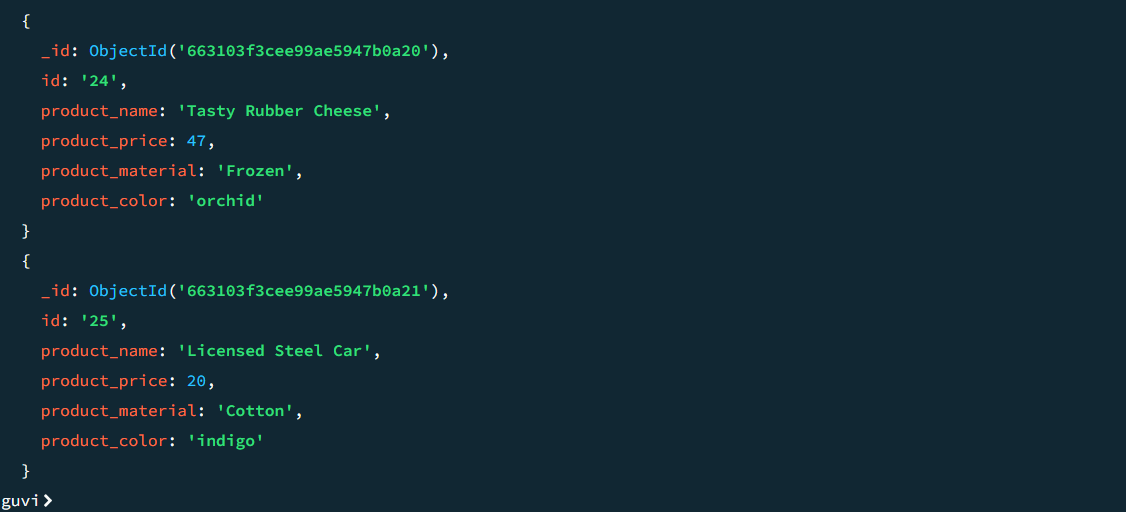 {
_id: ObjectId('663103f3cee99ae5947b0a20'),
id: '24',
product_name: 'Tasty Rubber Cheese',
product_price: 47,
product_material: 'Frozen',
product_color: 'orchid'
}
{
_id: ObjectId('663103f3cee99ae5947b0a21'),
id: '25',
product_name: 'Licensed Steel Car',
product_price: 20,
product_material: 'Cotton',
product_color: 'indigo'
}
guvi>